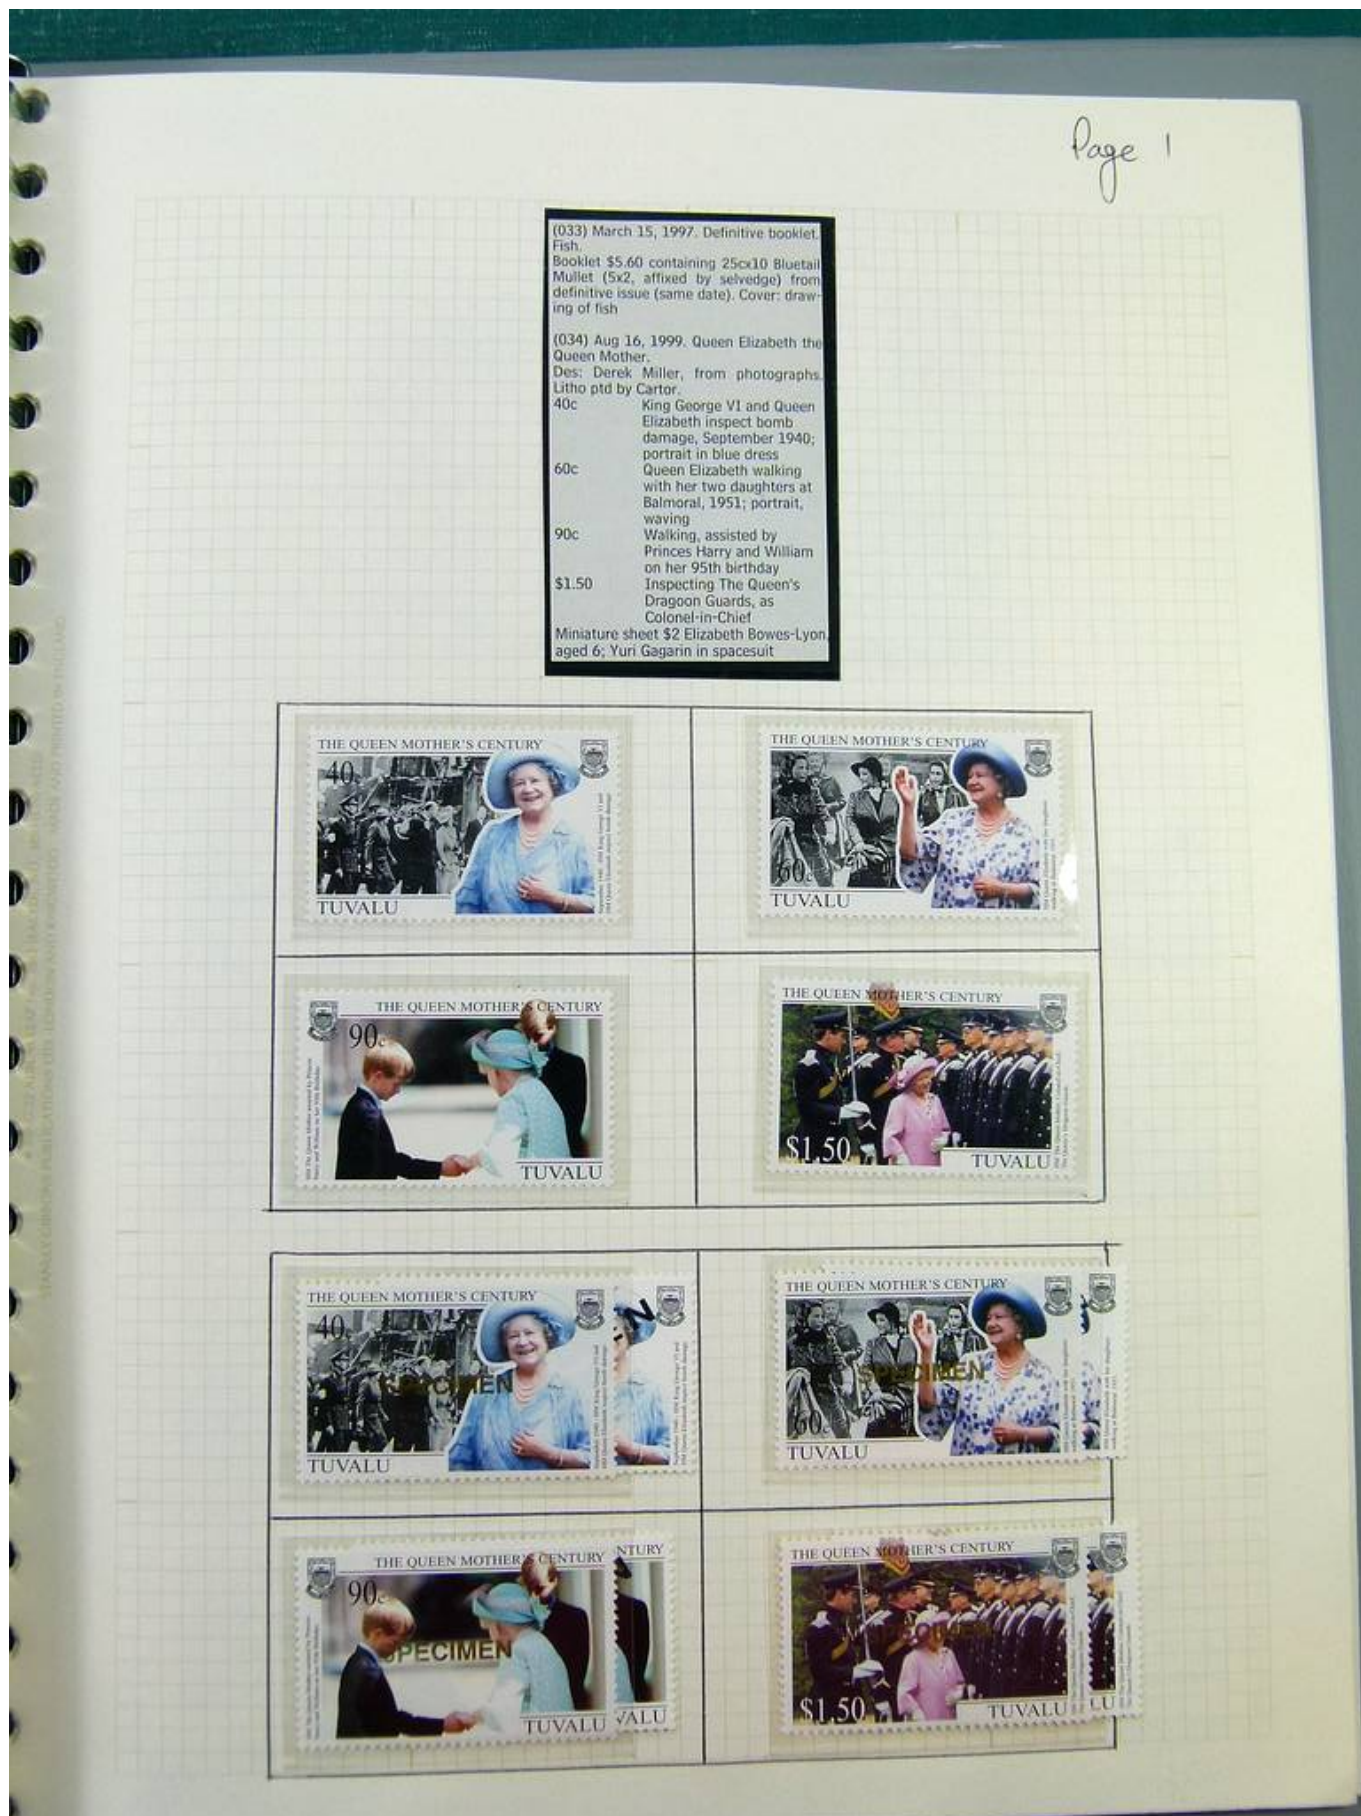 Page 1
(033) March 15, 1997. Definitive booklet.
Fish.
Booklet $5.60 containing 25cx10 Bluetail
Mullet (5x2, affixed by selvedge) from
definitive issue (same date). Cover: draw-
ing of fish
(034) Aug 16, 1999. Queen Elizabeth the
Queen Mother.
Des: Derek Miller, from photographs.
Litho ptd by Cartor.
40c King George VI and Queen
Elizabeth inspect bomb
damage, September 1940;
portrait in blue dress
60c Queen Elizabeth walking
with her two daughters at
Balmoral, 1951; portrait,
waving
90c Walking, assisted by
Princes Harry and William
on her 95th birthday
$1.50 Inspecting The Queen's
Dragoon Guards, as
Colonel-in-Chief
Miniature sheet $2 Elizabeth Bowes-Lyon,
aged 6; Yuri Gagarin in spacesuit
THE QUEEN MOTHER'S CENTURY
40c
TUVALU
THE QUEEN MOTHER'S CENTURY
60c
TUVALU
THE QUEEN MOTHER'S CENTURY
90c
TUVALU
THE QUEEN MOTHER'S CENTURY
$1.50
TUVALU
THE QUEEN MOTHER'S CENTURY
40c
SPECIMEN
TUVALU
THE QUEEN MOTHER'S CENTURY
SPECIMEN
60c
TUVALU
THE QUEEN MOTHER'S CENTURY
NTURY
90c
SPECIMEN
TUVALU
VALU
THE QUEEN MOTHER'S CENTURY
SPECIMEN
$1.50
TUVALU
LU